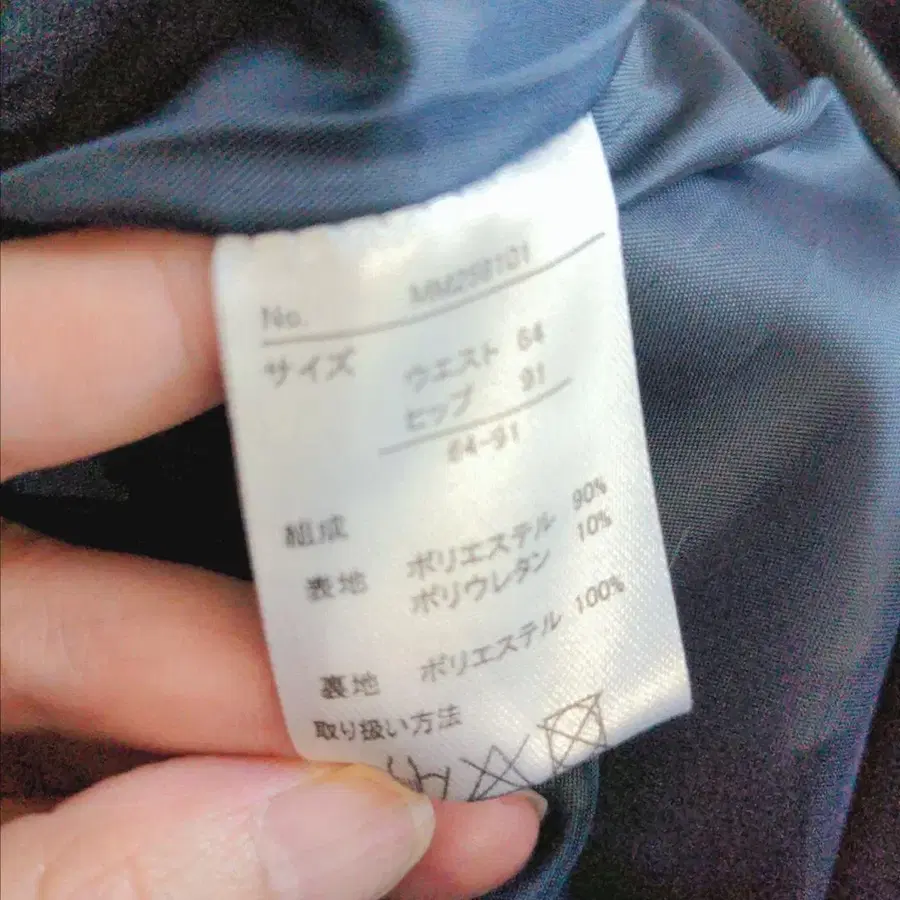 No.
サイズ ウエスト 64
ヒップ 91
64-91
組成
表地 ポリエステル 90%
ポリウレタン 10%
裏地 ポリエステル 100%
取り扱い方法